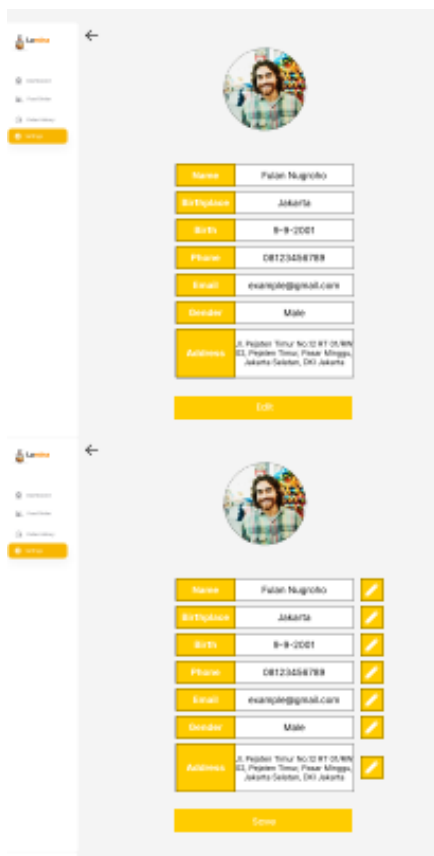 Lumino
Settings
Name
Fulan Nugroho
Birthplace
Jakarta
Birth
9-9-2001
Phone
08123456789
Email
example@gmail.com
Gender
Male
Address
Jl. Pejaten Timur No.12 RT 01/RW
03, Pejaten Timur, Pasar Minggu,
Jakarta Selatan, DKI Jakarta
Edit
Settings
Name
Fulan Nugroho
Birthplace
Jakarta
Birth
9-9-2001
Phone
08123456789
Email
example@gmail.com
Gender
Male
Address
Jl. Pejaten Timur No.12 RT 01/RW
03, Pejaten Timur, Pasar Minggu,
Jakarta Selatan, DKI Jakarta
Save